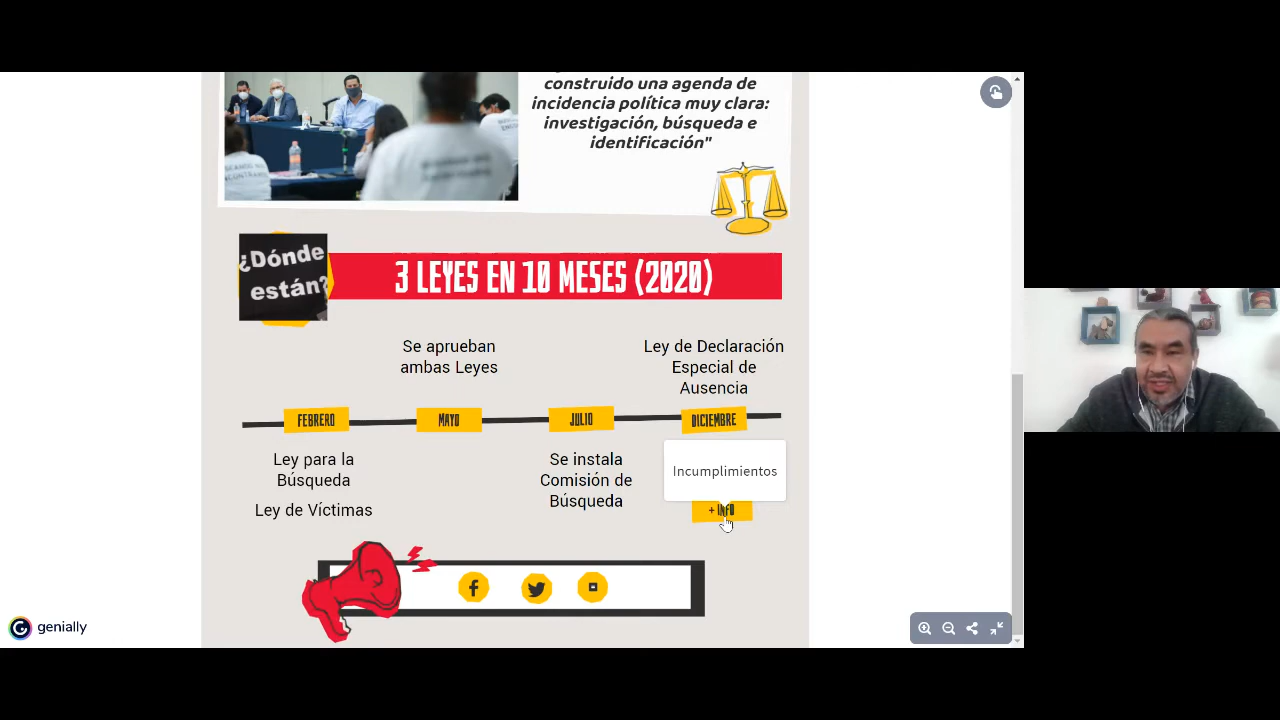 construido una agenda de
incidencia política muy clara:
investigación, búsqueda e
identificación"
¿Dónde
están?
3 LEYES EN 10 MESES (2020)
Se aprueban
ambas Leyes
Ley de Declaración
Especial de
Ausencia
FEBRERO
MAYO
JULIO
DICIEMBRE
Ley para la
Búsqueda
Ley de Víctimas
Se instala
Comisión de
Búsqueda
Incumplimientos
+ INFO
genially